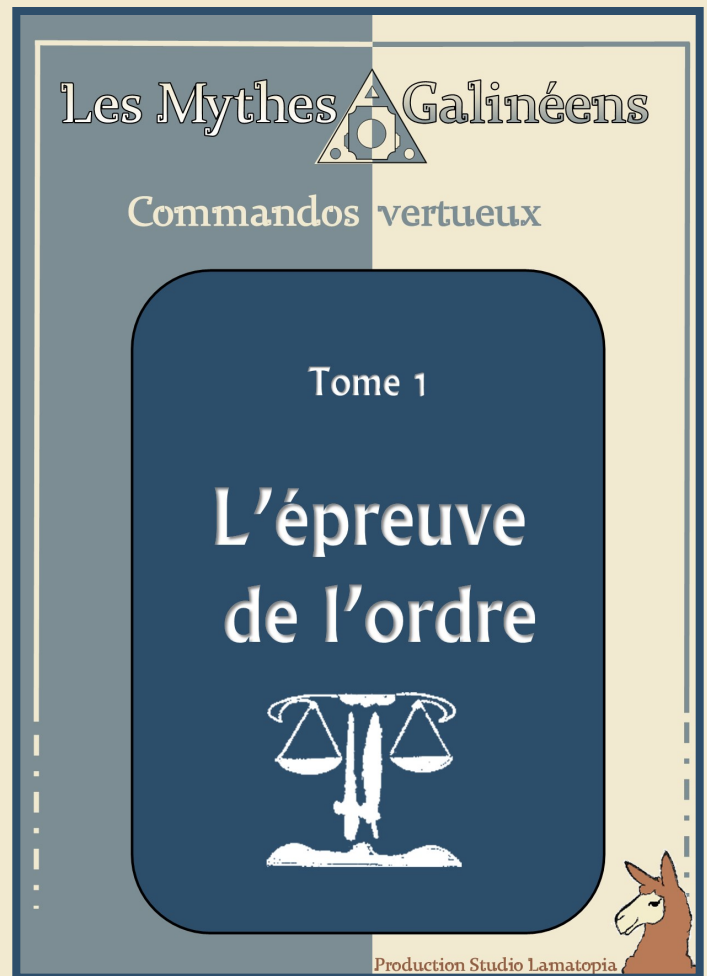 Les Mythes Galinéens
Commandos vertueux
Tome 1
L'épreuve
de l'ordre
Production Studio Lamatopia